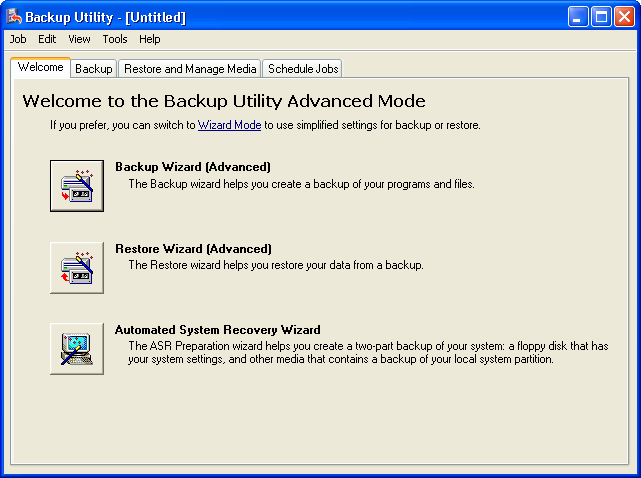 Backup Utility - [Untitled]
Job Edit View Tools Help
Welcome Backup Restore and Manage Media Schedule Jobs
Welcome to the Backup Utility Advanced Mode
If you prefer, you can switch to Wizard Mode to use simplified settings for backup or restore.
Backup Wizard (Advanced)
The Backup wizard helps you create a backup of your programs and files.
Restore Wizard (Advanced)
The Restore wizard helps you restore your data from a backup.
Automated System Recovery Wizard
The ASR Preparation wizard helps you create a two-part backup of your system: a floppy disk that has
your system settings, and other media that contains a backup of your local system partition.